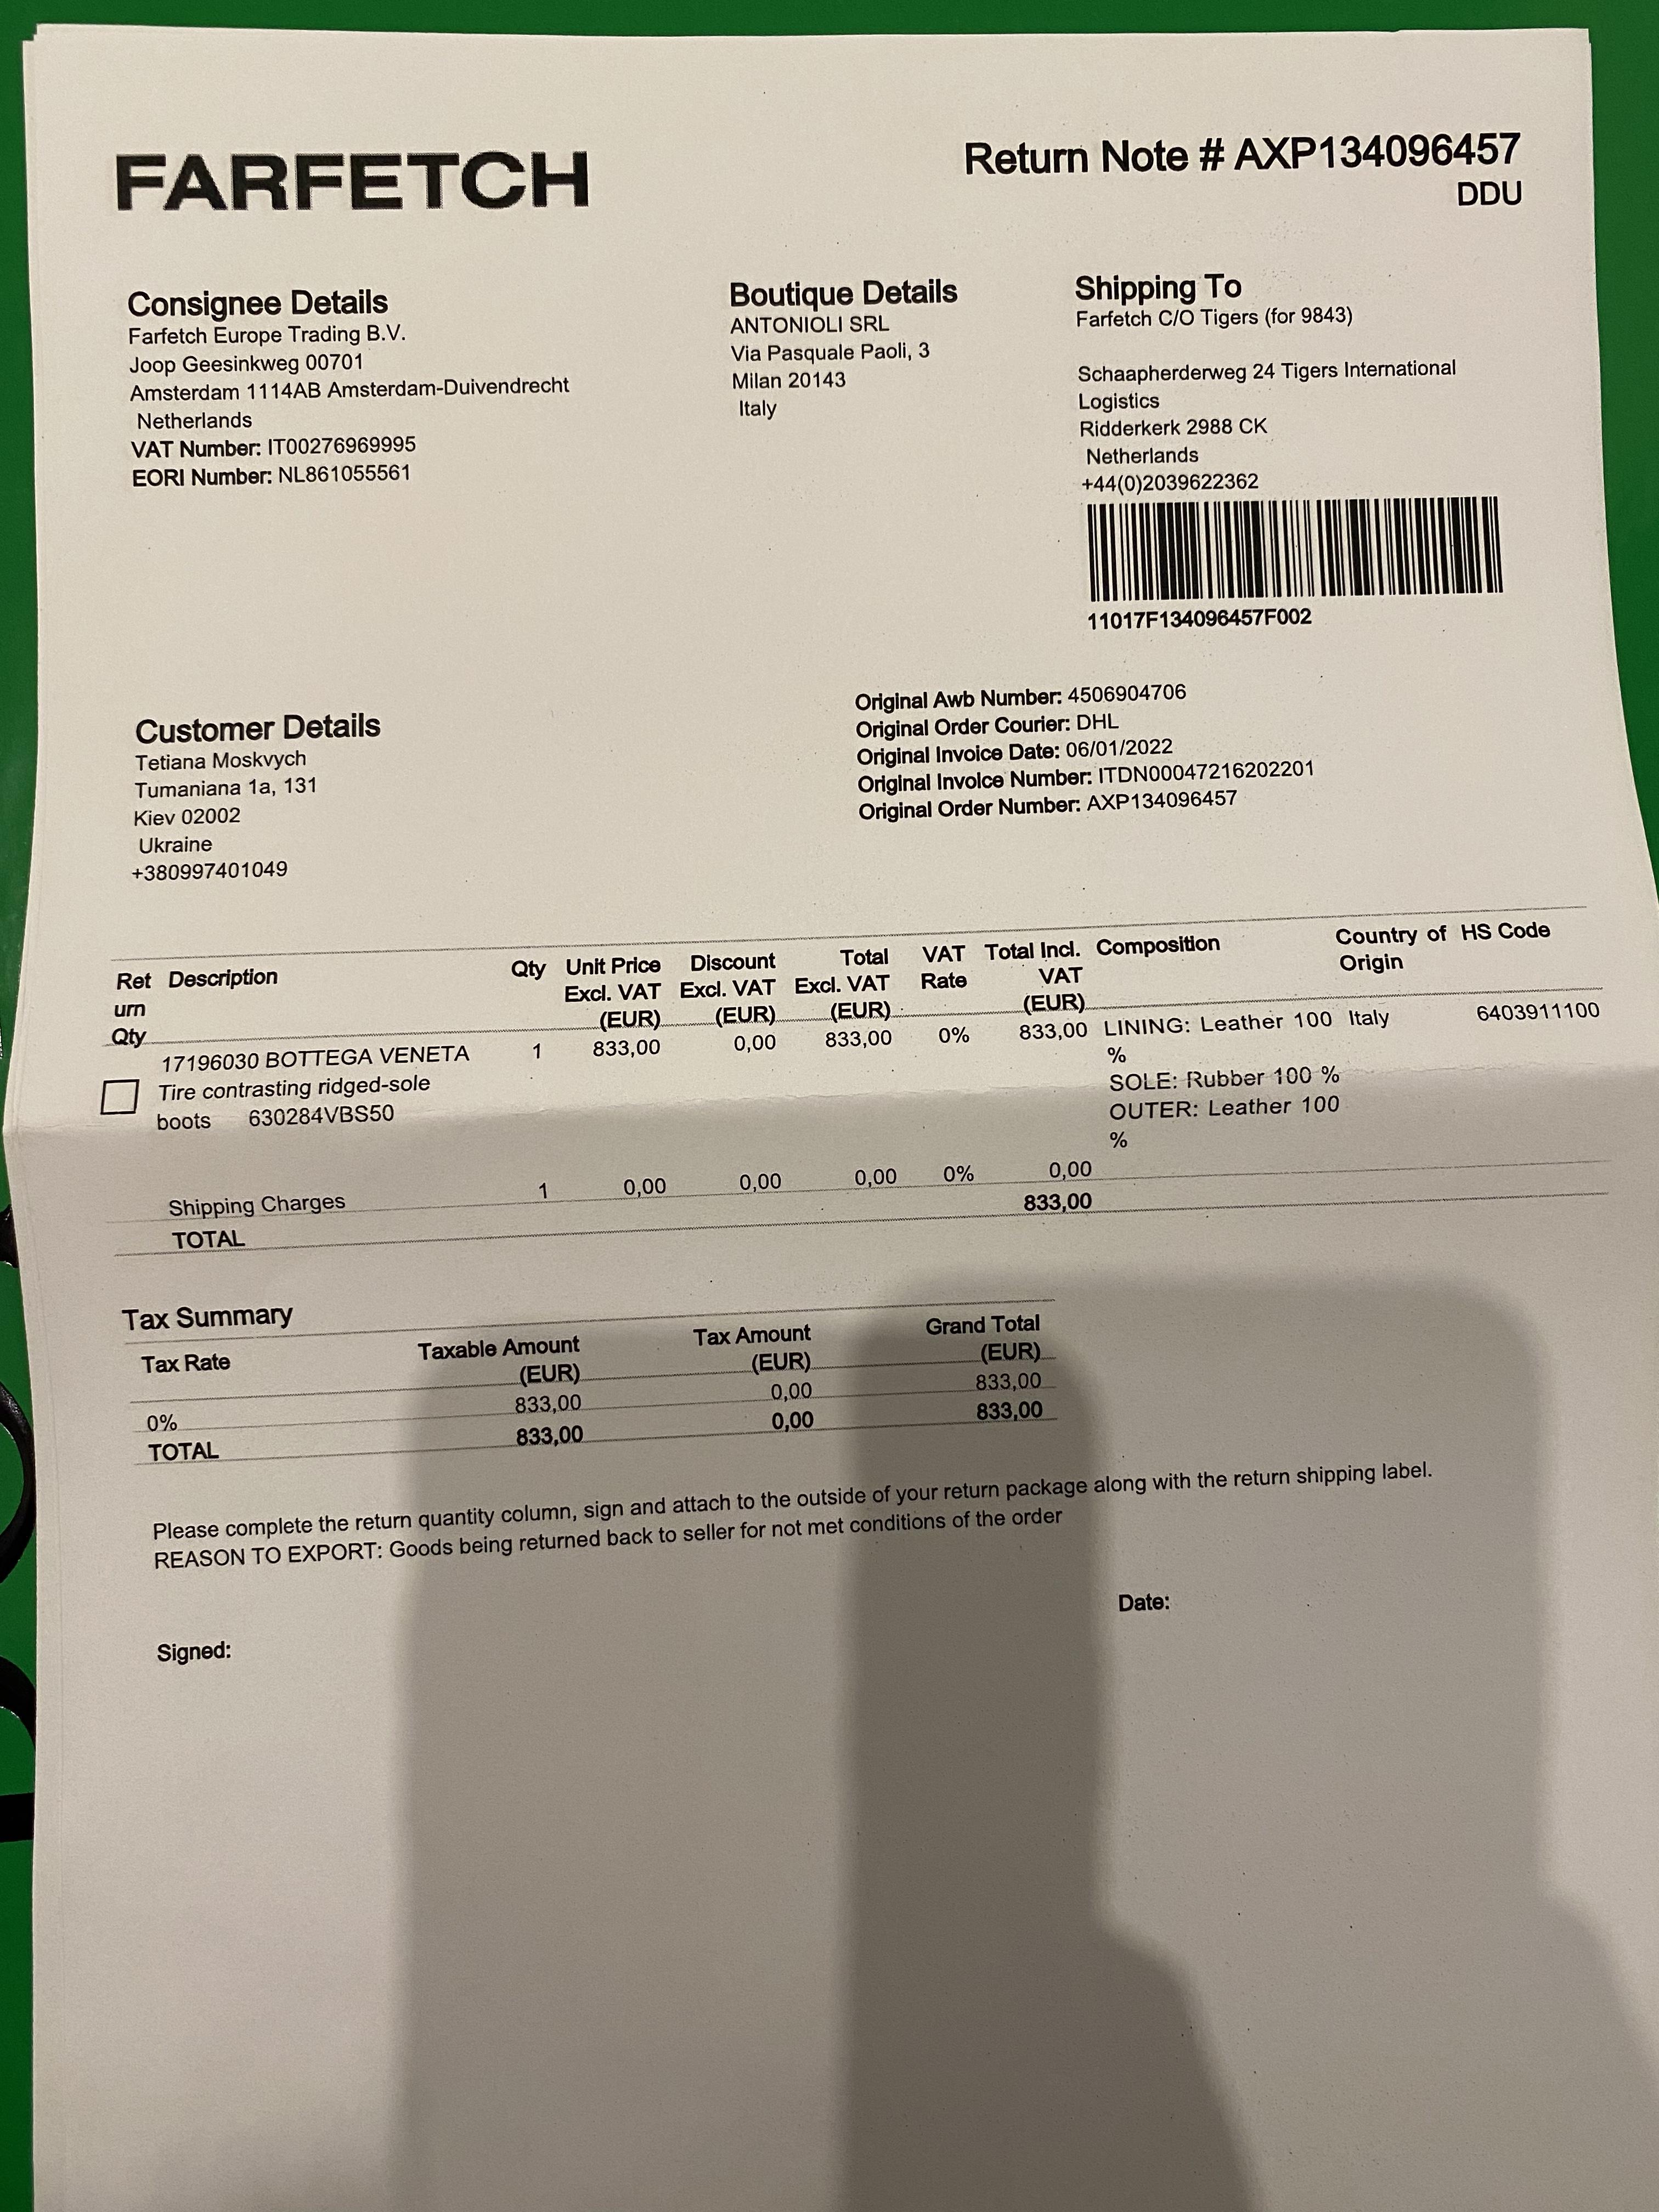 FARFETCH
Return Note # AXP134096457
DDU
Consignee Details
Farfetch Europe Trading B.V.
Joop Geesinkweg 00701
Amsterdam 1114AB Amsterdam-Duivendrecht
Netherlands
VAT Number: IT00276969995
EORI Number: NL861055561
Boutique Details
ANTONIOLI SRL
Via Pasquale Paoli, 3
Milan 20143
Italy
Shipping To
Farfetch C/O Tigers (for 9843)
Schaapherderweg 24 Tigers International
Logistics
Ridderkerk 2988 CK
Netherlands
+44(0)2039622362
11017F134096457F002
Customer Details
Tetiana Moskvych
Tumaniana 1a, 131
Kiev 02002
Ukraine
+380997401049
Original Awb Number: 4506904706
Original Order Courier: DHL
Original Invoice Date: 06/01/2022
Original Invoice Number: ITDN00047216202201
Original Order Number: AXP134096457
Ret Description Qty Unit Price Discount Total VAT Total Incl. Composition Country of HS Code
urn Excl. VAT Excl. VAT Excl. VAT Rate VAT Origin
Qty (EUR) (EUR) (EUR) (EUR)
17196030 BOTTEGA VENETA 1 833,00 0,00 833,00 0% 833,00 LINING: Leather 100 Italy 6403911100
%
Tire contrasting ridged-sole SOLE: Rubber 100 %
boots 630284VBS50 OUTER: Leather 100
%
Shipping Charges 1 0,00 0,00 0,00 0% 0,00
TOTAL 833,00
Tax Summary
Tax Rate Taxable Amount Tax Amount Grand Total
(EUR) (EUR) (EUR)
0% 833,00 0,00 833,00
TOTAL 833,00 0,00 833,00
Please complete the return quantity column, sign and attach to the outside of your return package along with the return shipping label.
REASON TO EXPORT: Goods being returned back to seller for not met conditions of the order
Date:
Signed: